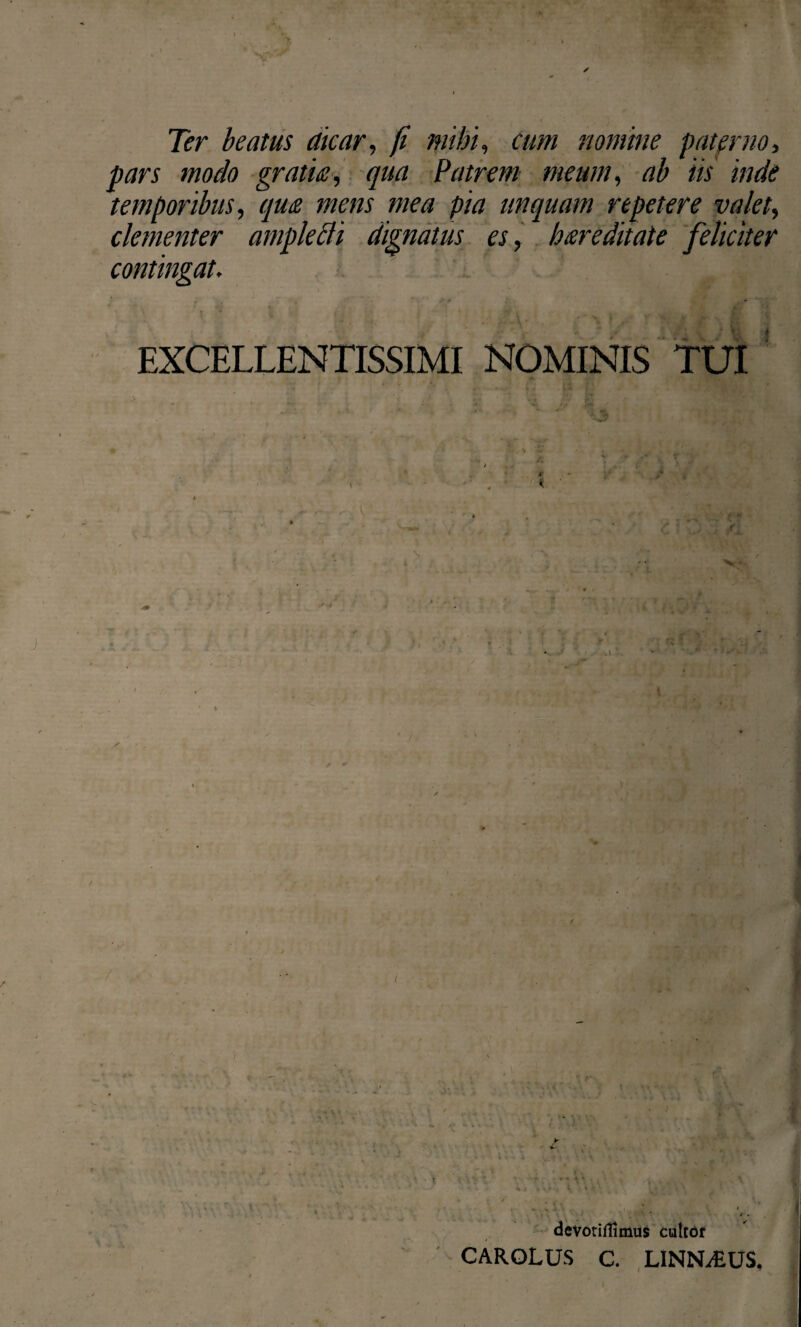 Ter beatus dicar, ſi mihi, cum nomine paterno,
pars modo gratiæ, qua Patrem meum, ab iis inde
temporibus, quæ mens mea pia unquam repetere valet,
clementer amplecti dignatus es, hæreditate feliciter
contingat.
EXCELLENTISSIMI NOMINIS TUI
devotiſſimus cultor
CAROLUS C. LINNÆUS.